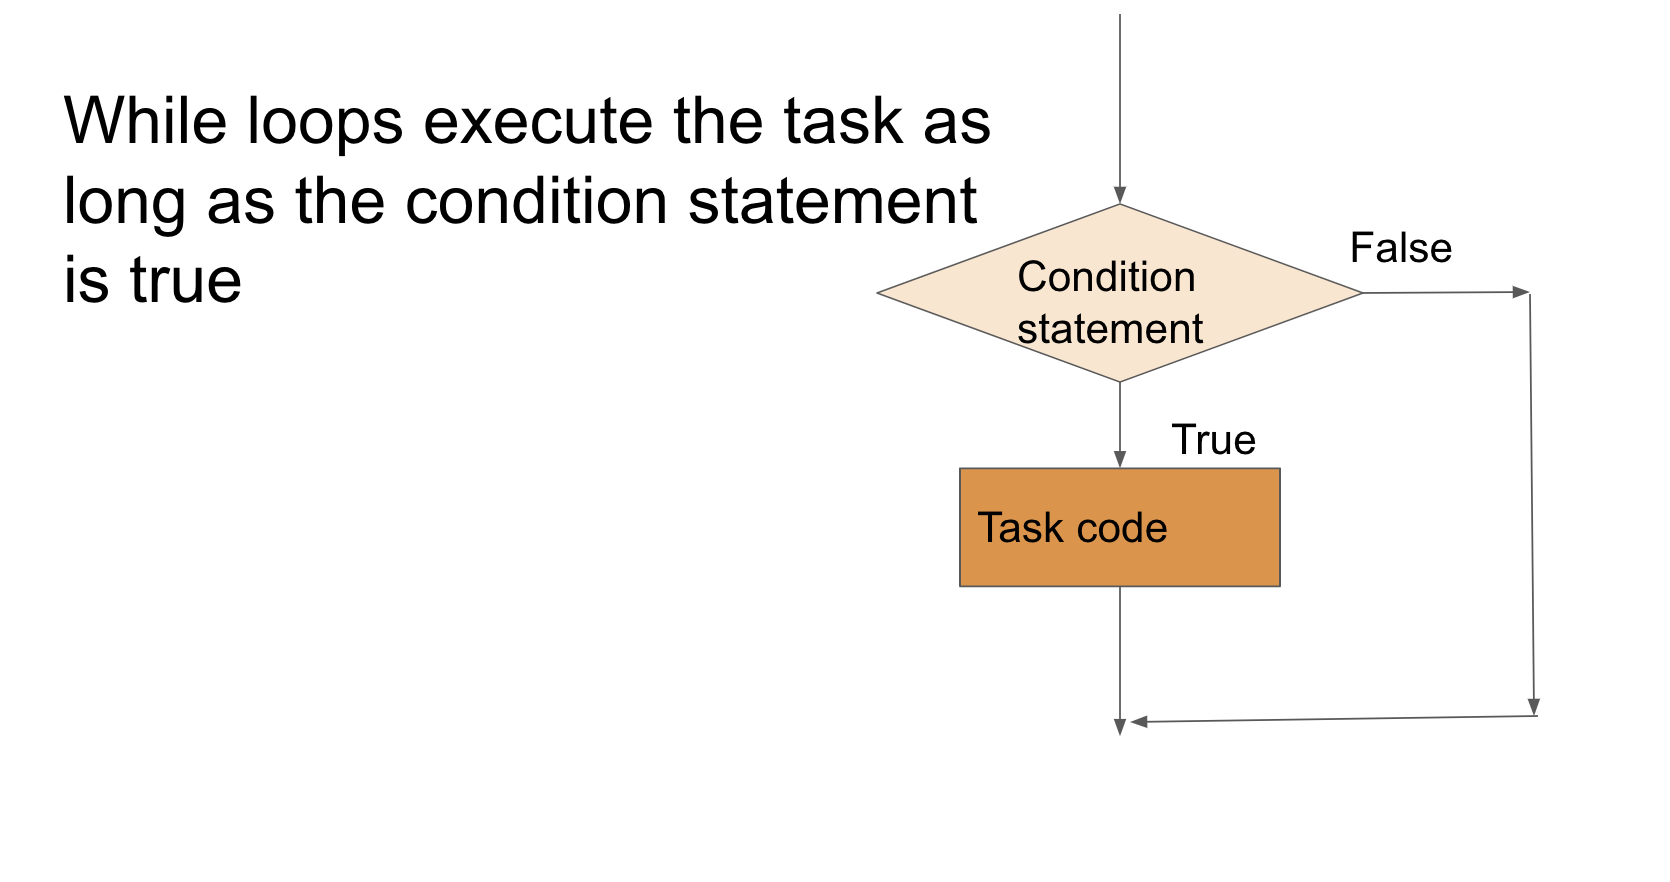 While loops execute the task as
long as the condition statement
is true
False
Condition
statement
True
Task code